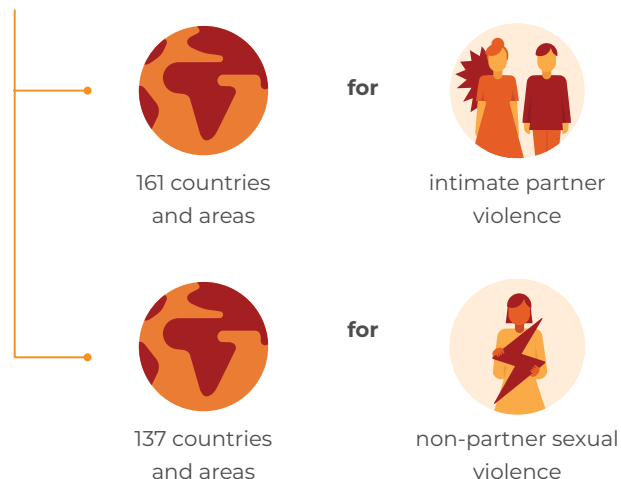 for
161 countries
and areas
intimate partner
violence
for
137 countries
and areas
non-partner sexual
violence